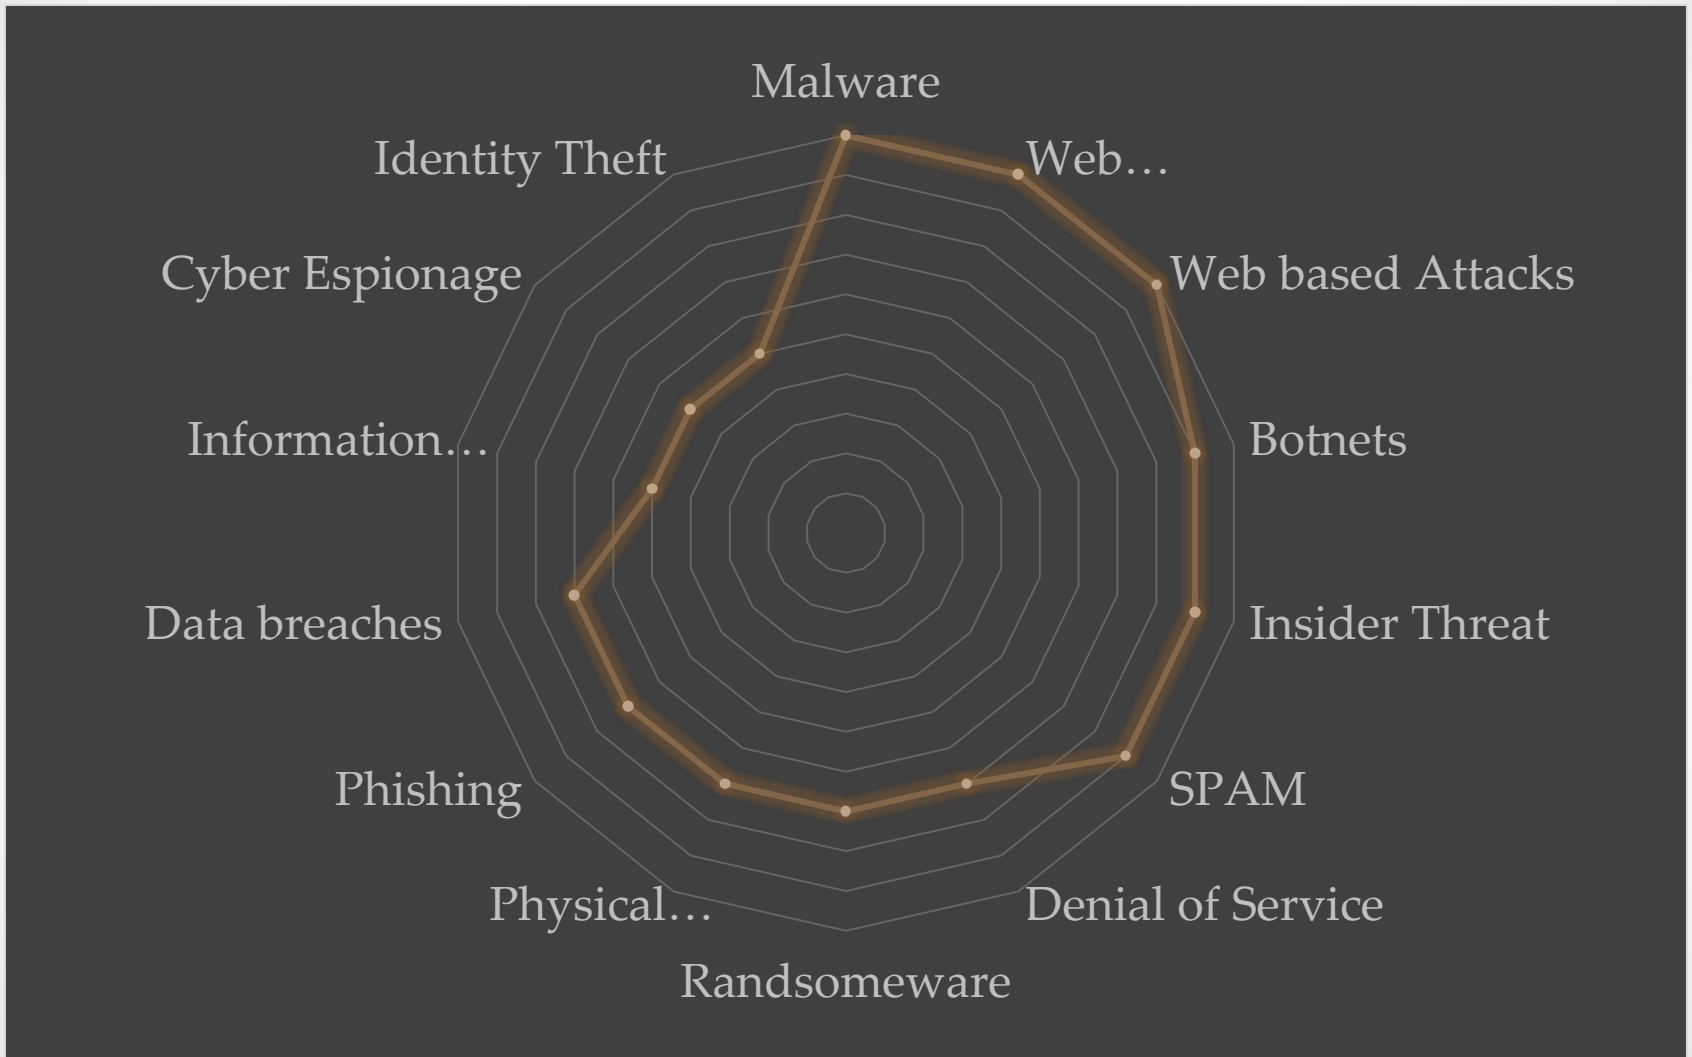 Malware
Web…
Web based Attacks
Botnets
Insider Threat
SPAM
Denial of Service
Randsomeware
Physical…
Phishing
Data breaches
Information…
Cyber Espionage
Identity Theft